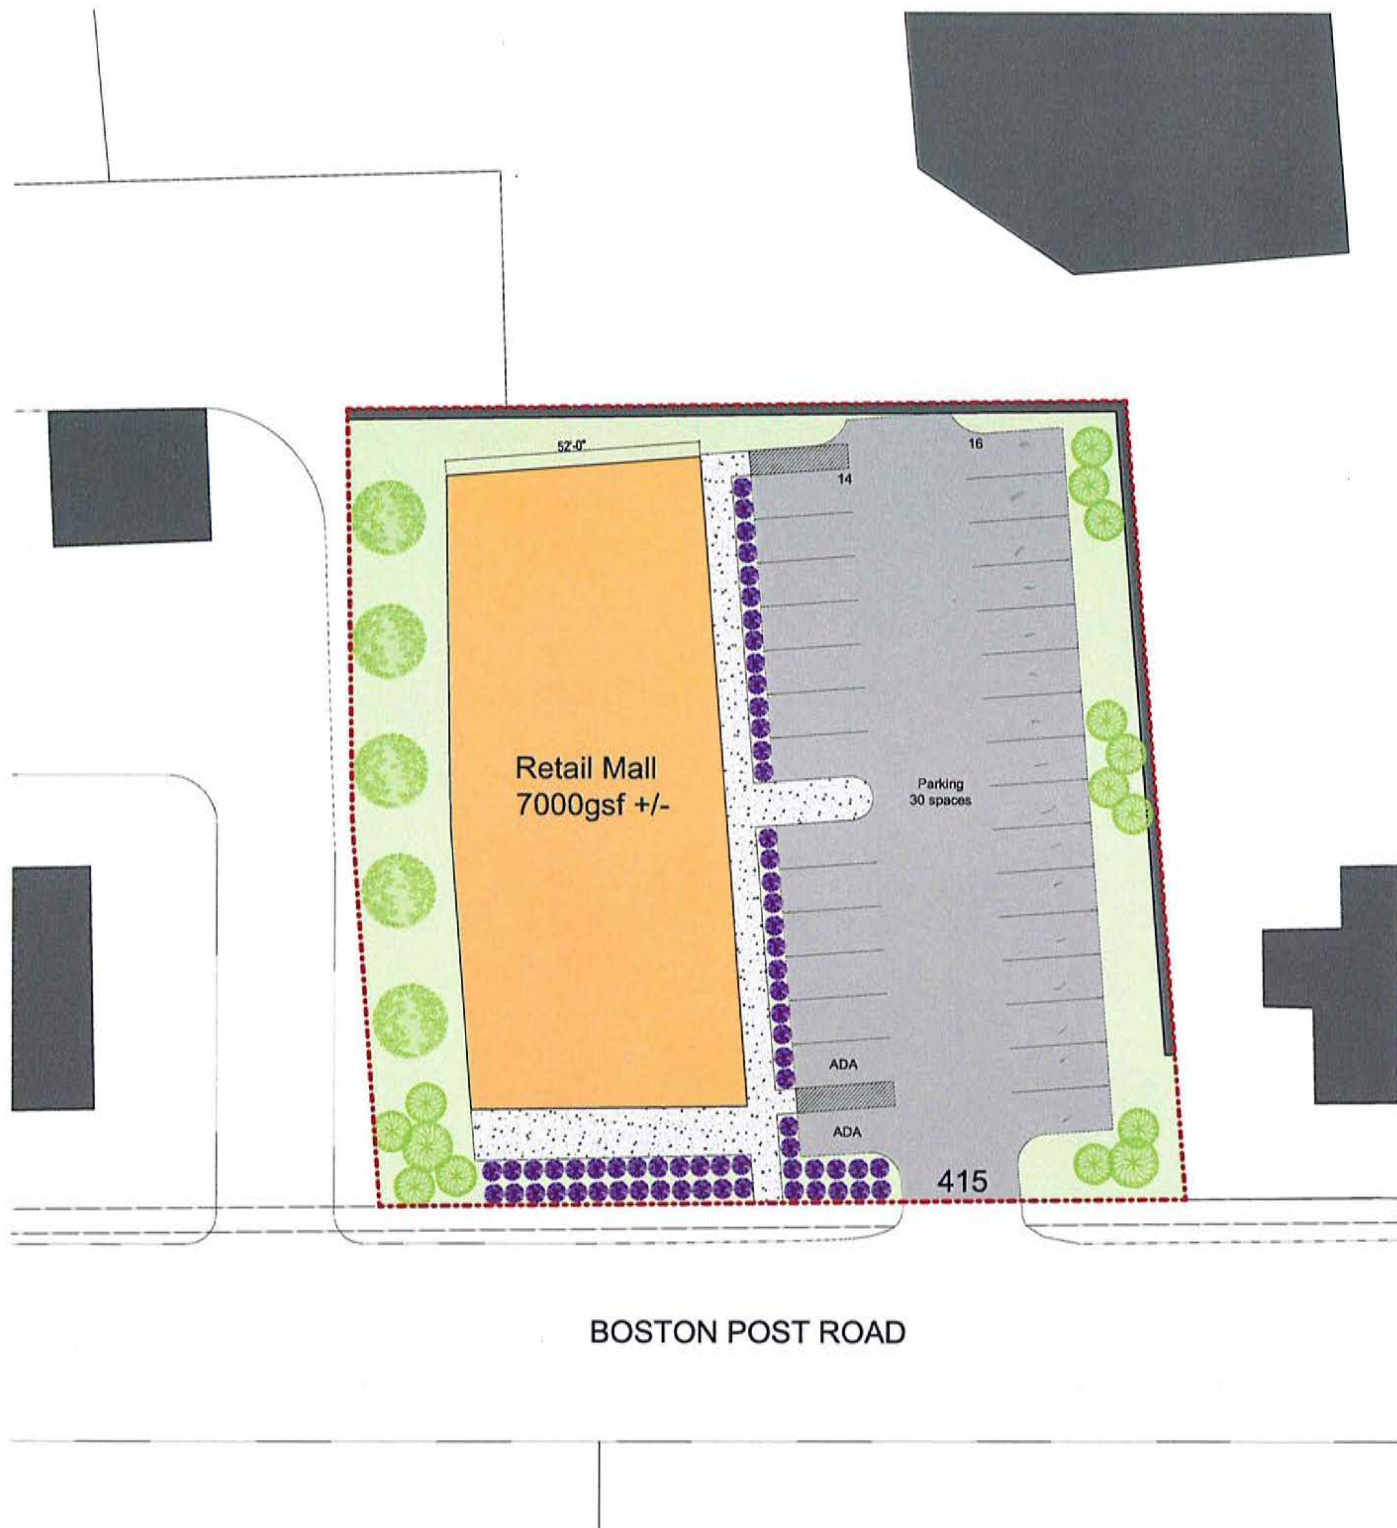 52'-0"
16
14
Retail Mall
7000gsf +/-
Parking
30 spaces
ADA
ADA
415
BOSTON POST ROAD